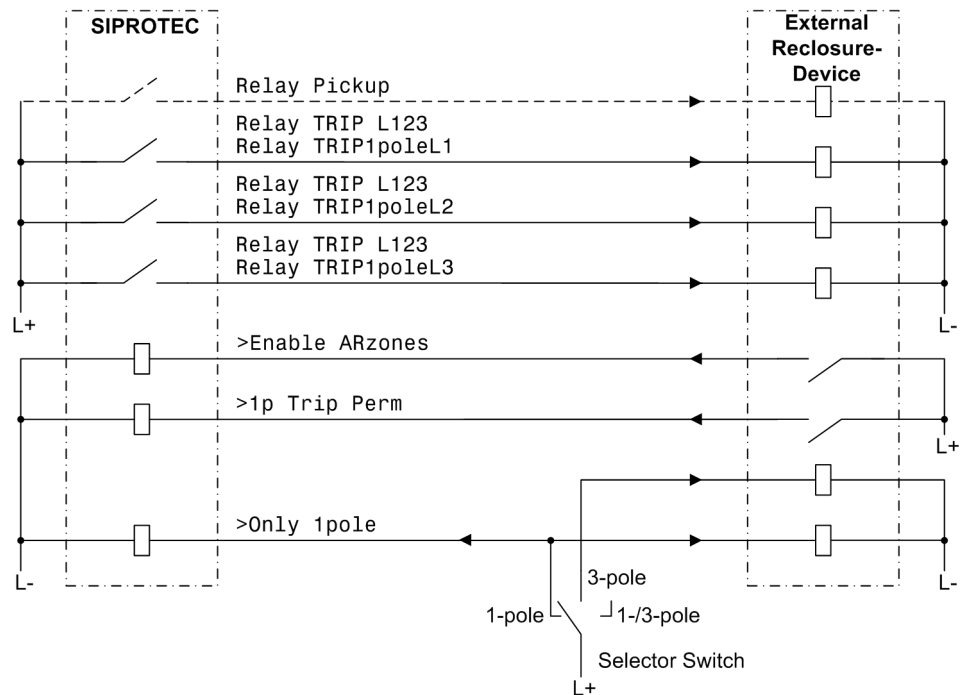 SIPROTEC
External
Reclosure-
Device
Relay Pickup
Relay TRIP L123
Relay TRIP1poleL1
Relay TRIP L123
Relay TRIP1poleL2
Relay TRIP L123
Relay TRIP1poleL3
L+
L-
>Enable ARzones
>1p Trip Perm
L+
>Only 1pole
L-
L-
3-pole
1-pole
1-/3-pole
Selector Switch
L+